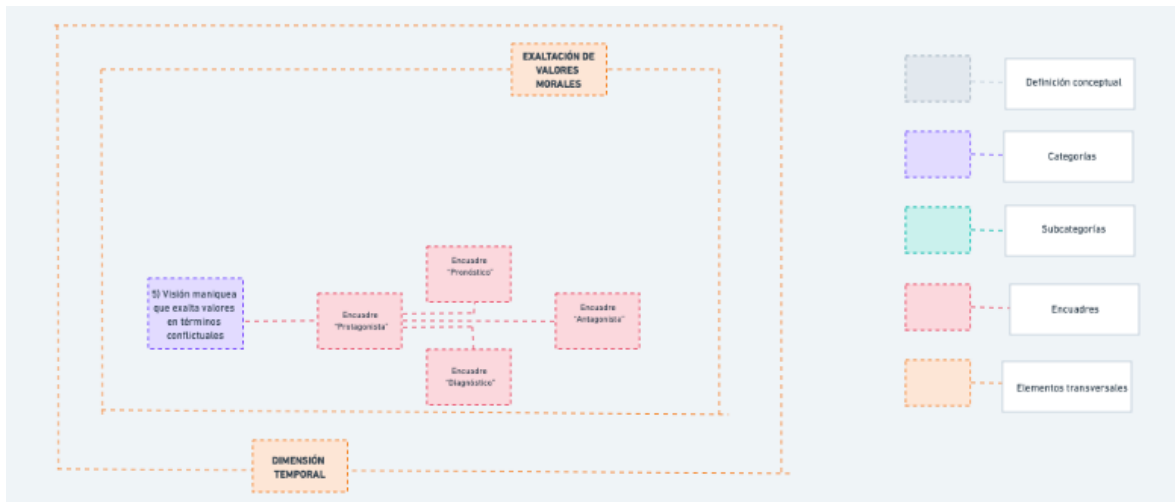 EXALTACIÓN DE
VALORES
MORALES
5) Visión maniquea
que exalta valores
en términos
conflictuales
Encuadre
"Protagonista"
Encuadre
"Pronóstico"
Encuadre
"Antagonista"
Encuadre
"Diagnóstico"
DIMENSIÓN
TEMPORAL
Definición conceptual
Categorías
Subcategorías
Encuadres
Elementos transversales